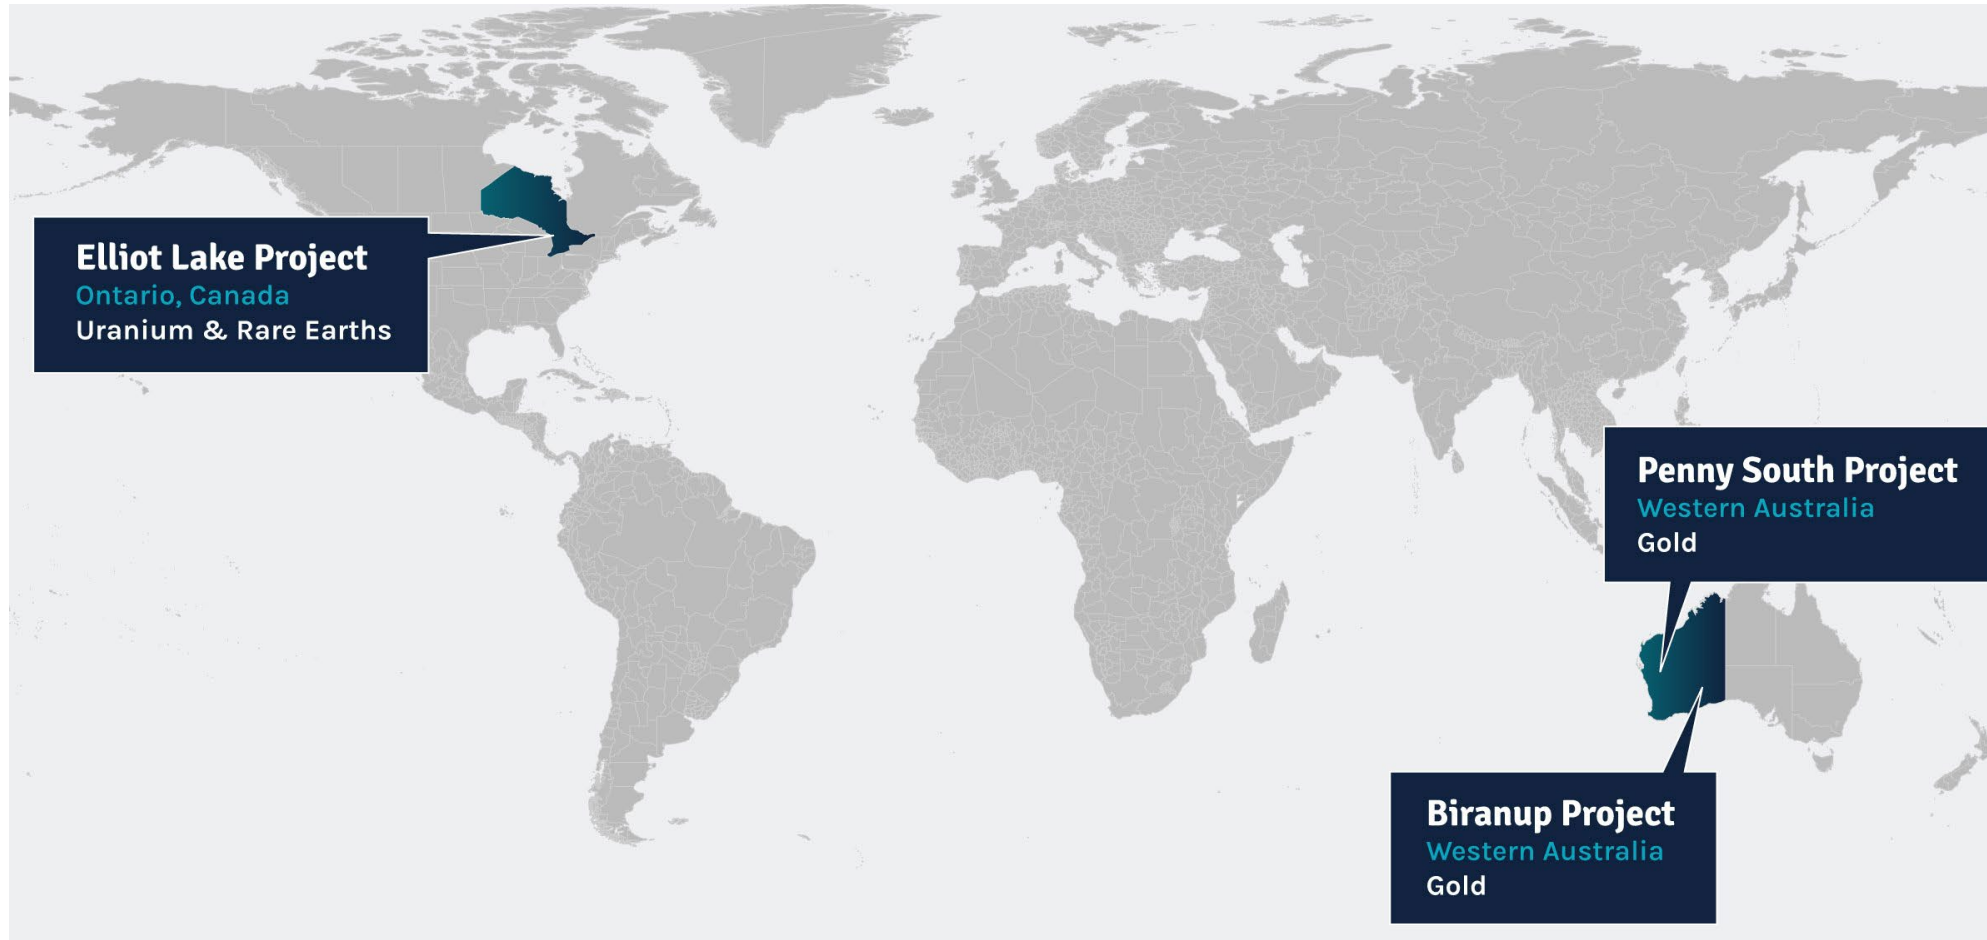 Elliot Lake Project
Ontario, Canada
Uranium & Rare Earths
Penny South Project
Western Australia
Gold
Biranup Project
Western Australia
Gold